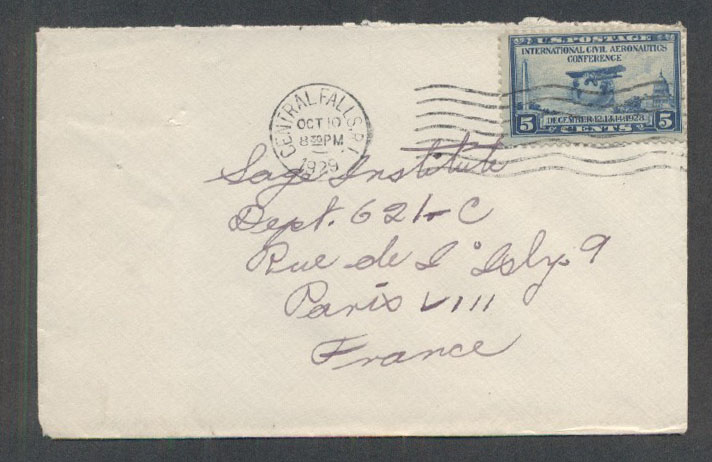 U.S. POSTAGE
INTERNATIONAL CIVIL AERONAUTICS
CONFERENCE
5 DECEMBER·12·13·14·1928 5
CENTS
CENTRAL FALLS R.I.
OCT 10
8 30 PM
1929
Sage Institute
Dept. 621-C
Rue de L'Isly. 9
Paris VIII
France